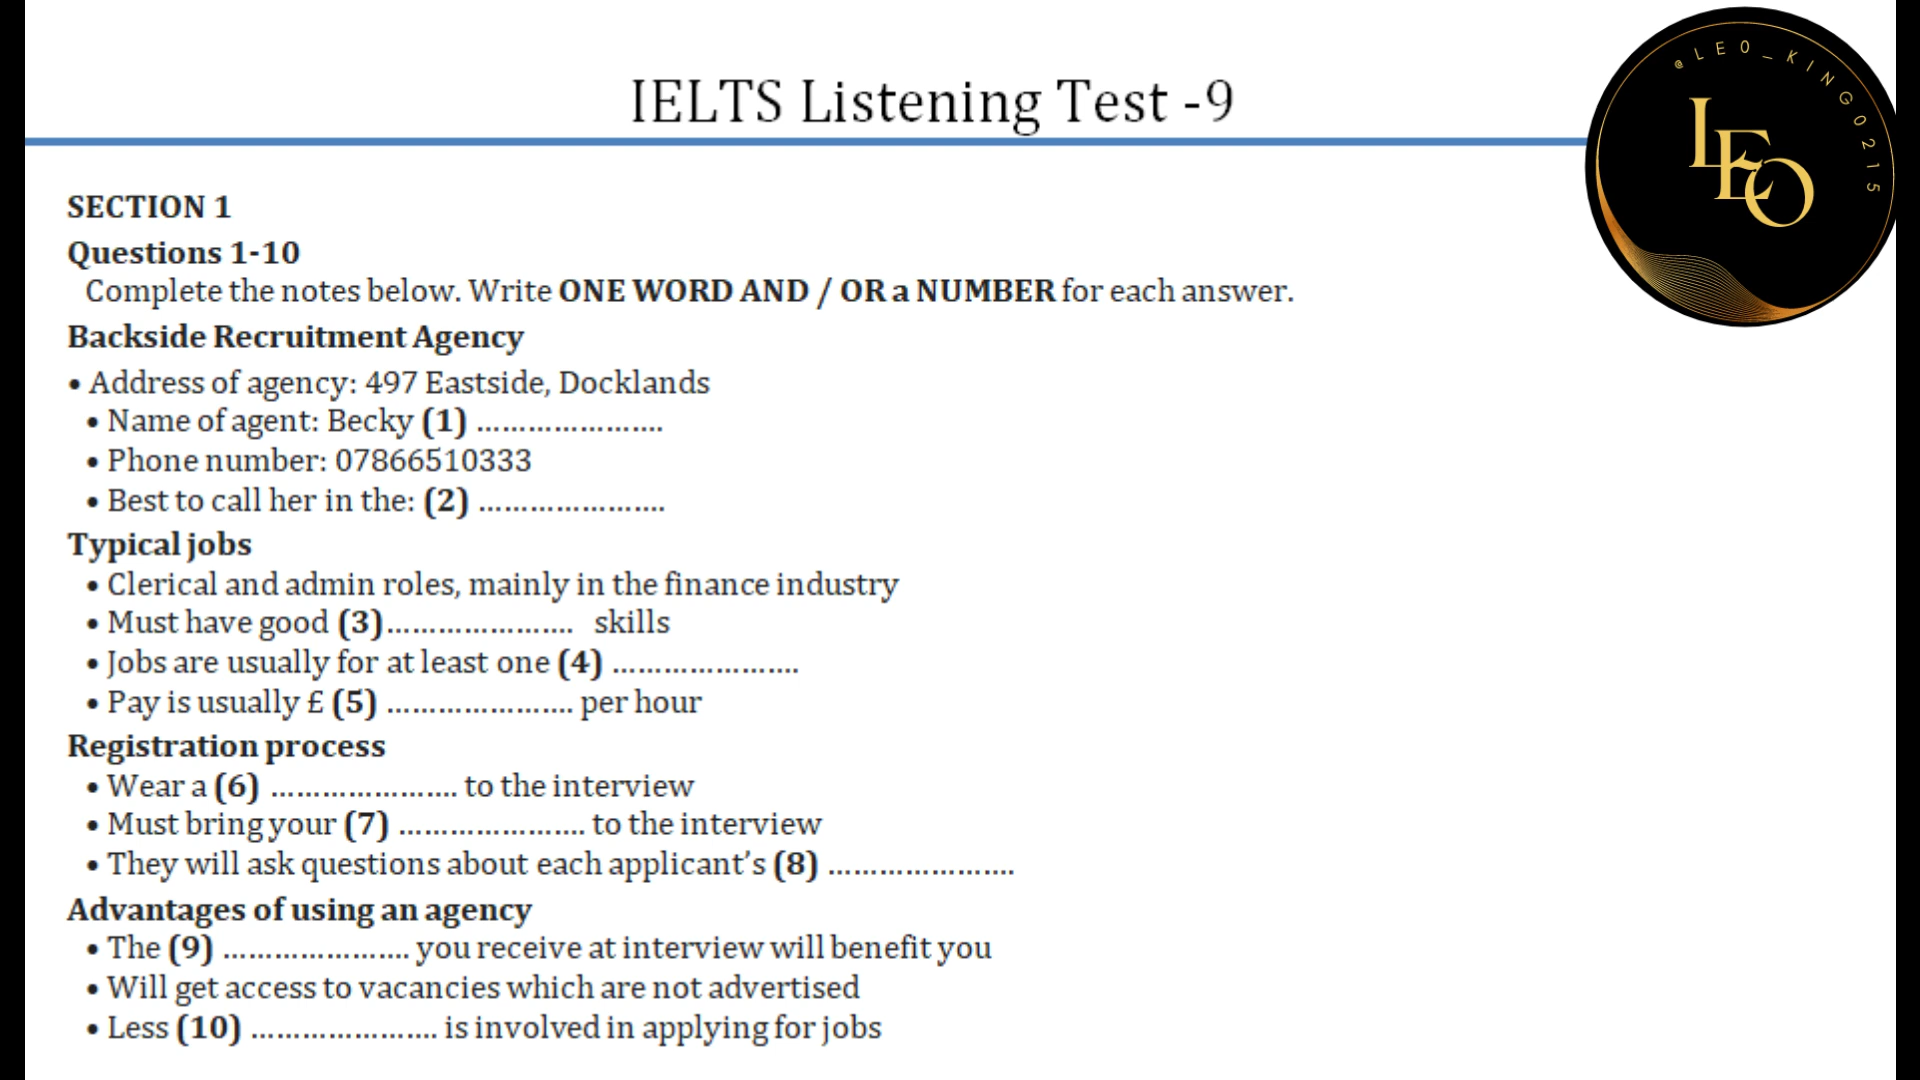 IELTS Listening Test -9
@LEO_KING0215
LEO
SECTION 1
Questions 1-10
Complete the notes below. Write ONE WORD AND / OR a NUMBER for each answer.
Backside Recruitment Agency
• Address of agency: 497 Eastside, Docklands
• Name of agent: Becky (1) …………………
• Phone number: 07866510333
• Best to call her in the: (2) …………………
Typical jobs
• Clerical and admin roles, mainly in the finance industry
• Must have good (3)………………… skills
• Jobs are usually for at least one (4) …………………
• Pay is usually £ (5) ………………… per hour
Registration process
• Wear a (6) ………………… to the interview
• Must bring your (7) ………………… to the interview
• They will ask questions about each applicant’s (8) …………………
Advantages of using an agency
• The (9) ………………… you receive at interview will benefit you
• Will get access to vacancies which are not advertised
• Less (10) ………………… is involved in applying for jobs